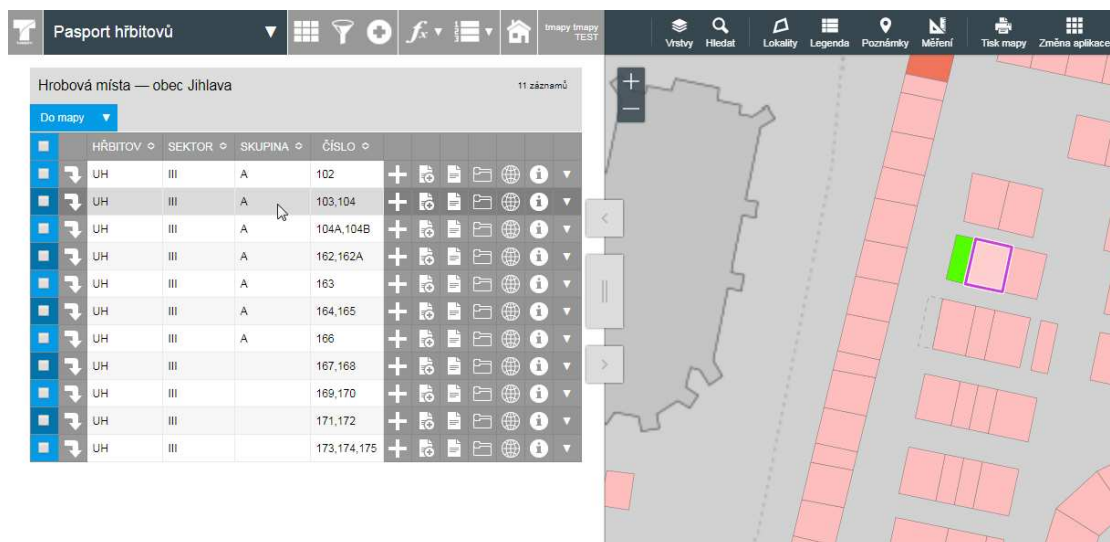 Pasport hřbitovů
tmapy tmapy
TEST
Vrstvy Hledat Lokality Legenda Poznámky Měření Tisk mapy Změna aplikace
Hrobová místa — obec Jihlava 11 záznamů
Do mapy
HŘBITOV SEKTOR SKUPINA ČÍSLO
UH III A 102
UH III A 103,104
UH III A 104A,104B
UH III A 162,162A
UH III A 163
UH III A 164,165
UH III A 166
UH III 167,168
UH III 169,170
UH III 171,172
UH III 173,174,175